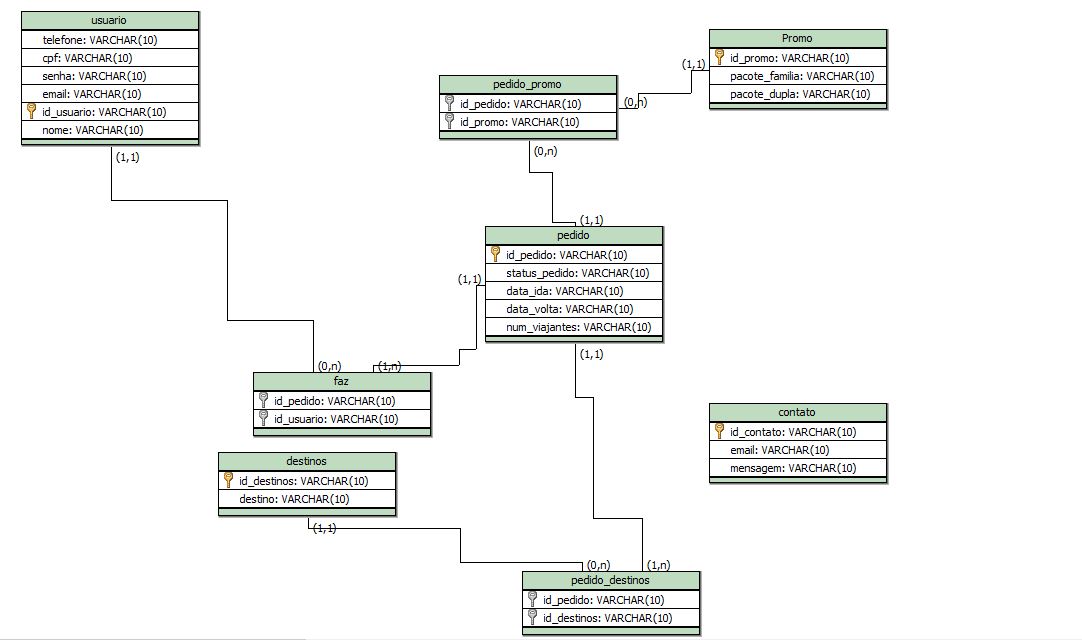 usuario
telefone: VARCHAR(10)
cpf: VARCHAR(10)
senha: VARCHAR(10)
email: VARCHAR(10)
id_usuario: VARCHAR(10)
nome: VARCHAR(10)
(1,1)
Promo
id_promo: VARCHAR(10)
pacote_familia: VARCHAR(10)
pacote_dupla: VARCHAR(10)
(1,1)
pedido_promo
id_pedido: VARCHAR(10)
id_promo: VARCHAR(10)
(0,n)
(0,n)
(1,1)
pedido
id_pedido: VARCHAR(10)
status_pedido: VARCHAR(10)
data_ida: VARCHAR(10)
data_volta: VARCHAR(10)
num_viajantes: VARCHAR(10)
(1,1)
(1,1)
(0,n)
(1,n)
faz
id_pedido: VARCHAR(10)
id_usuario: VARCHAR(10)
contato
id_contato: VARCHAR(10)
email: VARCHAR(10)
mensagem: VARCHAR(10)
destinos
id_destinos: VARCHAR(10)
destino: VARCHAR(10)
(1,1)
(0,n)
(1,n)
pedido_destinos
id_pedido: VARCHAR(10)
id_destinos: VARCHAR(10)